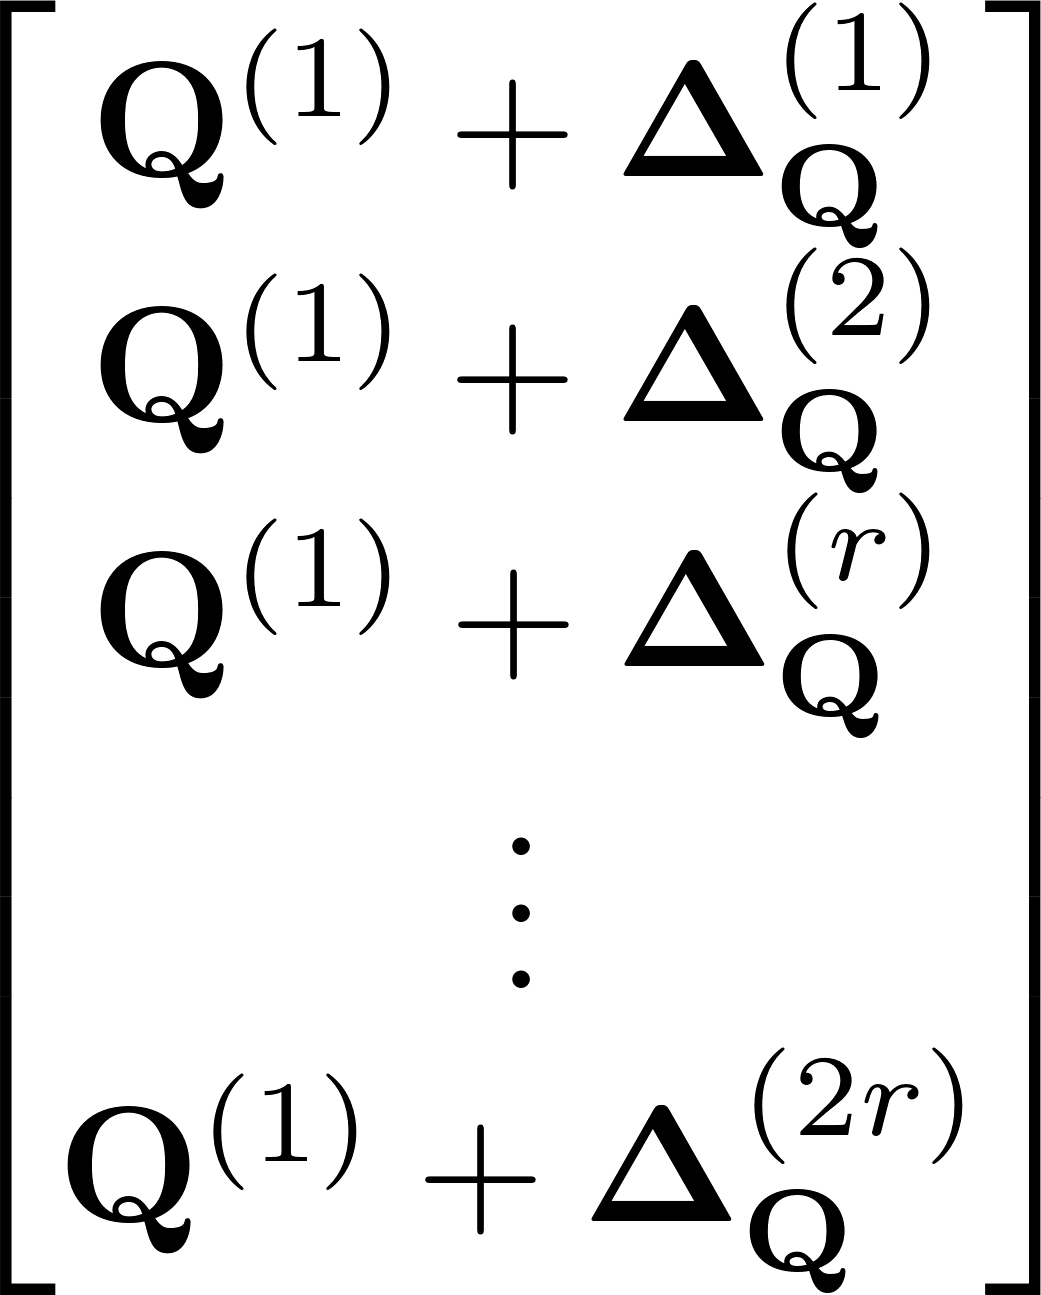 Q^(1) + Δ_Q^(1)
Q^(1) + Δ_Q^(2)
Q^(1) + Δ_Q^(r)
⋮
Q^(1) + Δ_Q^(2r)